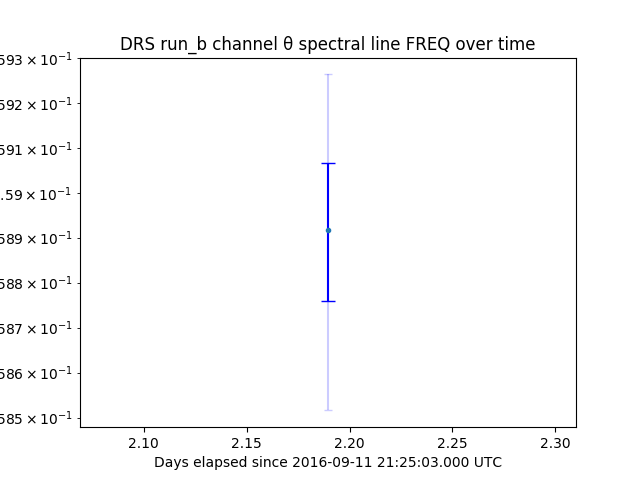 DRS run_b channel θ spectral line FREQ over time
593 × 10⁻¹
592 × 10⁻¹
591 × 10⁻¹
.59 × 10⁻¹
589 × 10⁻¹
588 × 10⁻¹
587 × 10⁻¹
586 × 10⁻¹
585 × 10⁻¹
2.10 2.15 2.20 2.25 2.30
Days elapsed since 2016-09-11 21:25:03.000 UTC